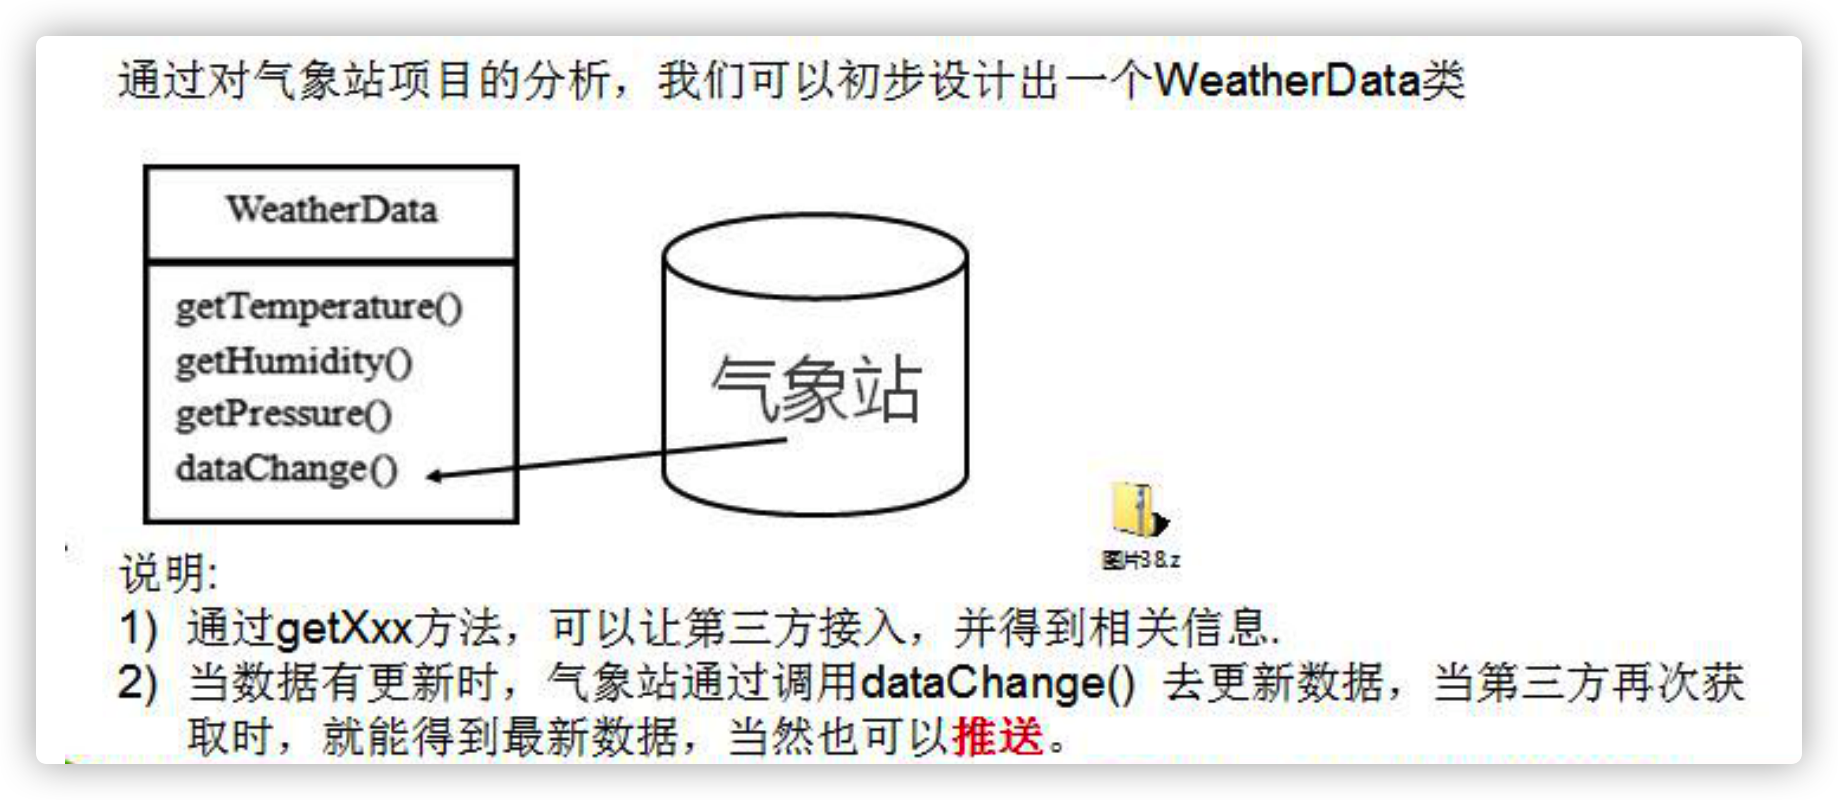 通过对气象站项目的分析，我们可以初步设计出一个WeatherData类
WeatherData
getTemperature()
getHumidity()
getPressure()
dataChange()
气象站
图片38.z
说明:
1) 通过getXxx方法，可以让第三方接入，并得到相关信息.
2) 当数据有更新时，气象站通过调用dataChange() 去更新数据，当第三方再次获
取时，就能得到最新数据，当然也可以推送。